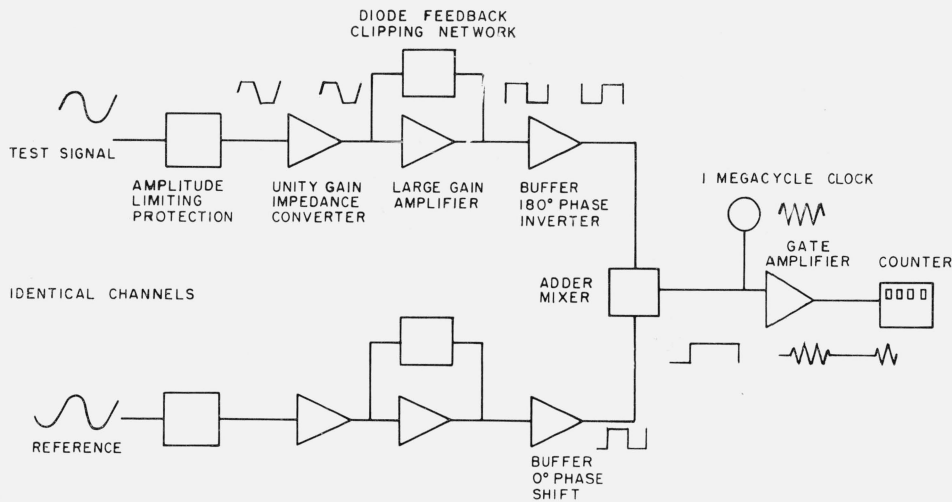 DIODE FEEDBACK
CLIPPING NETWORK
TEST SIGNAL
AMPLITUDE
LIMITING
PROTECTION
UNITY GAIN
IMPEDANCE
CONVERTER
LARGE GAIN
AMPLIFIER
BUFFER
180° PHASE
INVERTER
1 MEGACYCLE CLOCK
GATE
AMPLIFIER
COUNTER
ADDER
MIXER
IDENTICAL CHANNELS
REFERENCE
BUFFER
0° PHASE
SHIFT